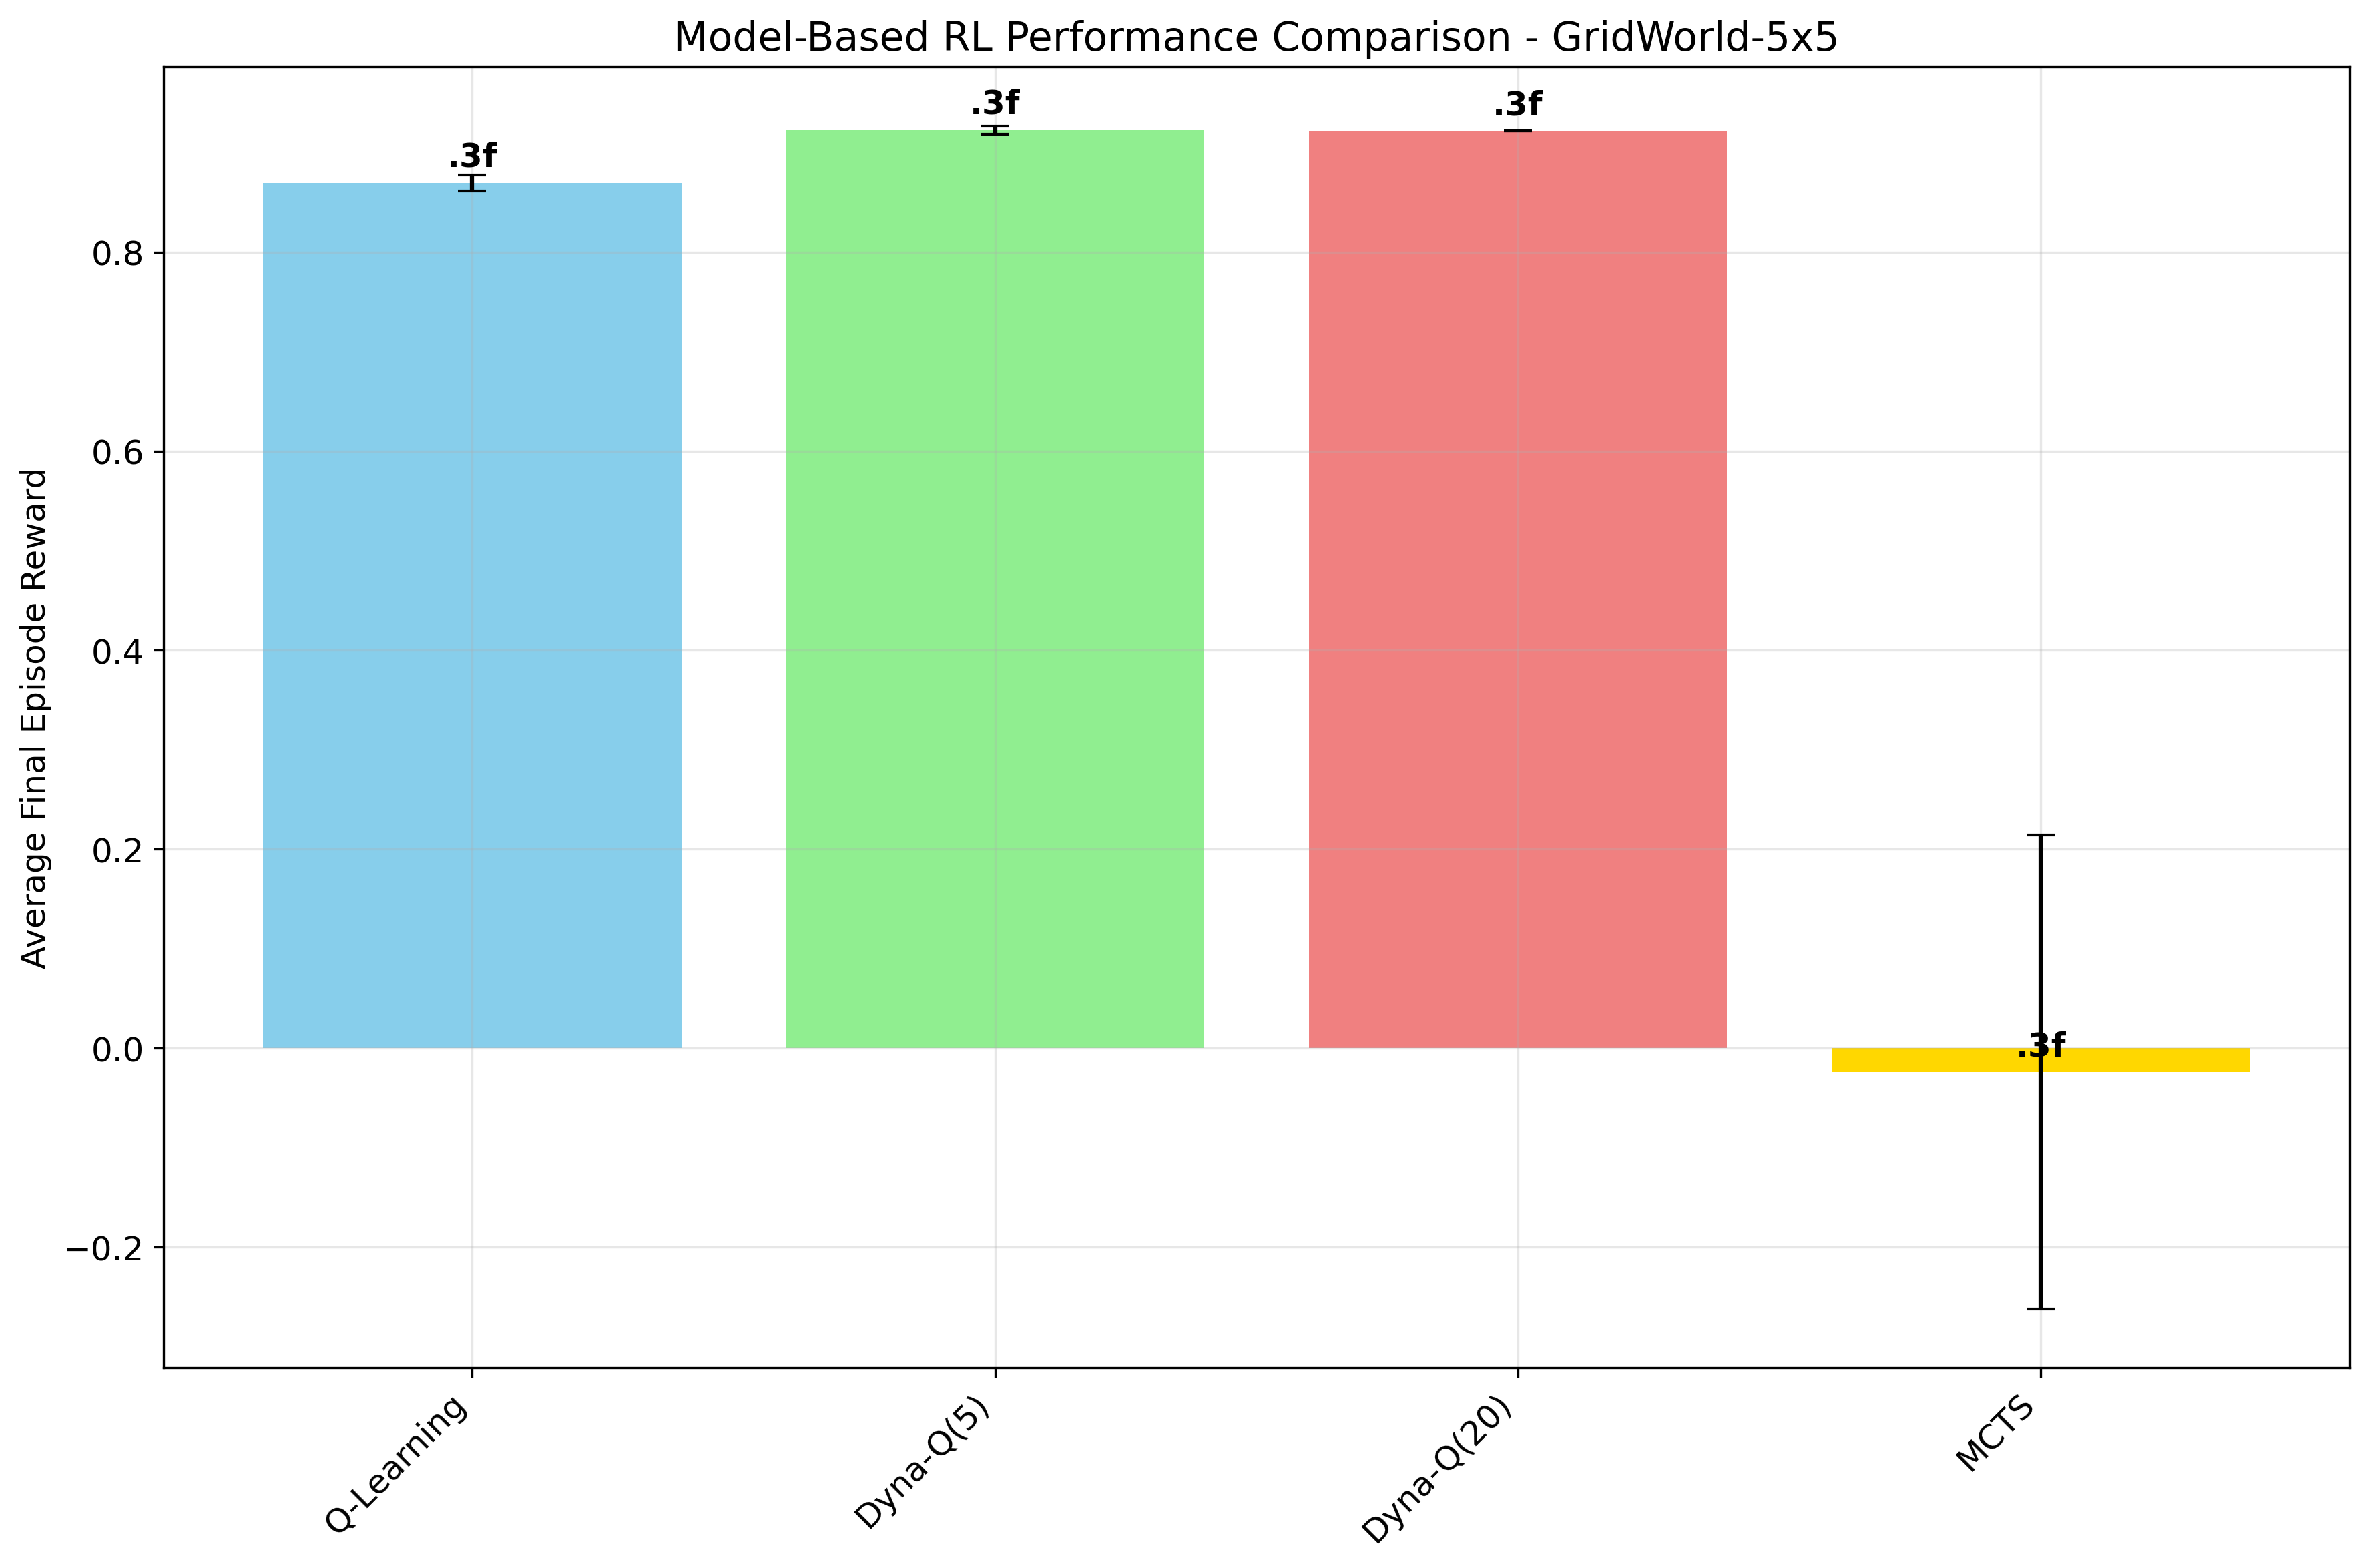 Model-Based RL Performance Comparison - GridWorld-5x5
.3f
.3f
.3f
.3f
Average Final Episode Reward
0.8
0.6
0.4
0.2
0.0
−0.2
Q-Learning
Dyna-Q(5)
Dyna-Q(20)
MCTS